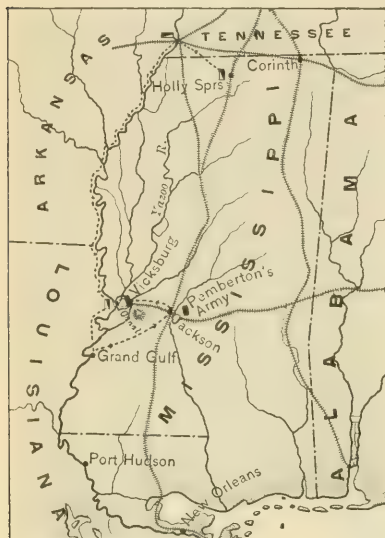 TENNESSEE
ARKANSAS
Corinth
Holly Sprs
Yazoo R.
MISSISSIPPI
ALABAMA
LOUISIANA
Vicksburg
Pemberton's
Army
Jackson
Grand Gulf
Port Hudson
New Orleans